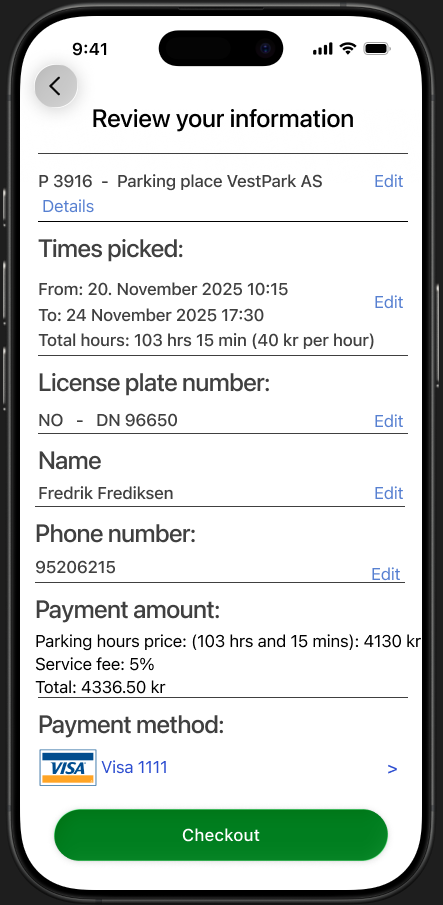 9:41
Review your information
P 3916 - Parking place VestPark AS Edit
Details
Times picked:
From: 20. November 2025 10:15
To: 24 November 2025 17:30 Edit
Total hours: 103 hrs 15 min (40 kr per hour)
License plate number:
NO - DN 96650 Edit
Name
Fredrik Frediksen Edit
Phone number:
95206215 Edit
Payment amount:
Parking hours price: (103 hrs and 15 mins): 4130 kr
Service fee: 5%
Total: 4336.50 kr
Payment method:
VISA Visa 1111 >
Checkout